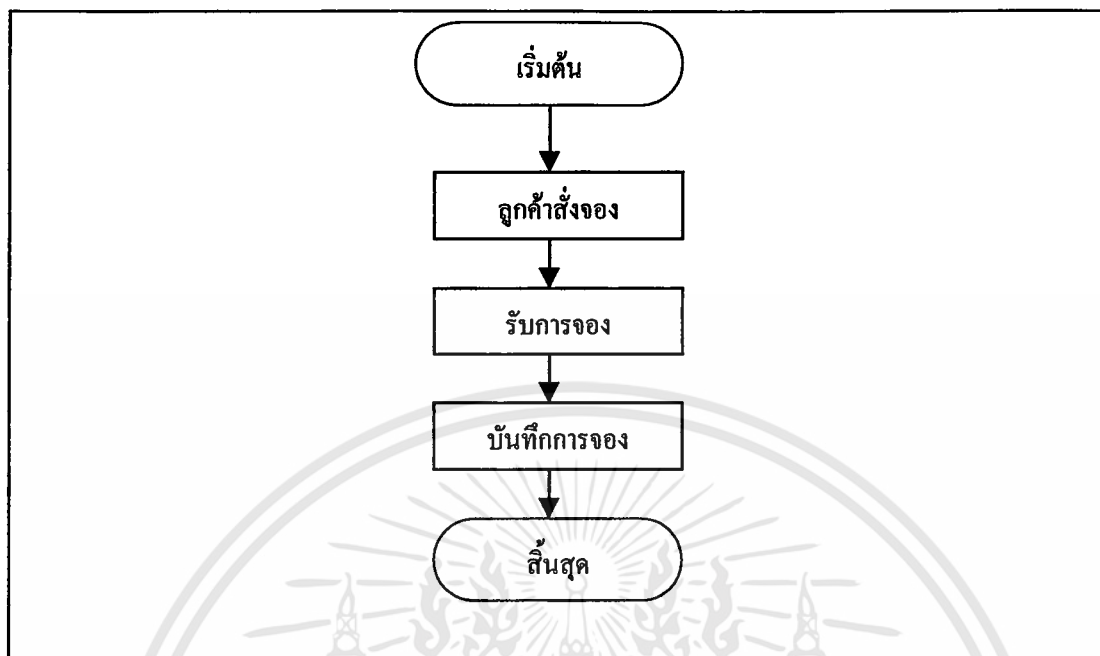 เริ่มต้น
ลูกค้าสั่งจอง
รับการจอง
บันทึกการจอง
สิ้นสุด